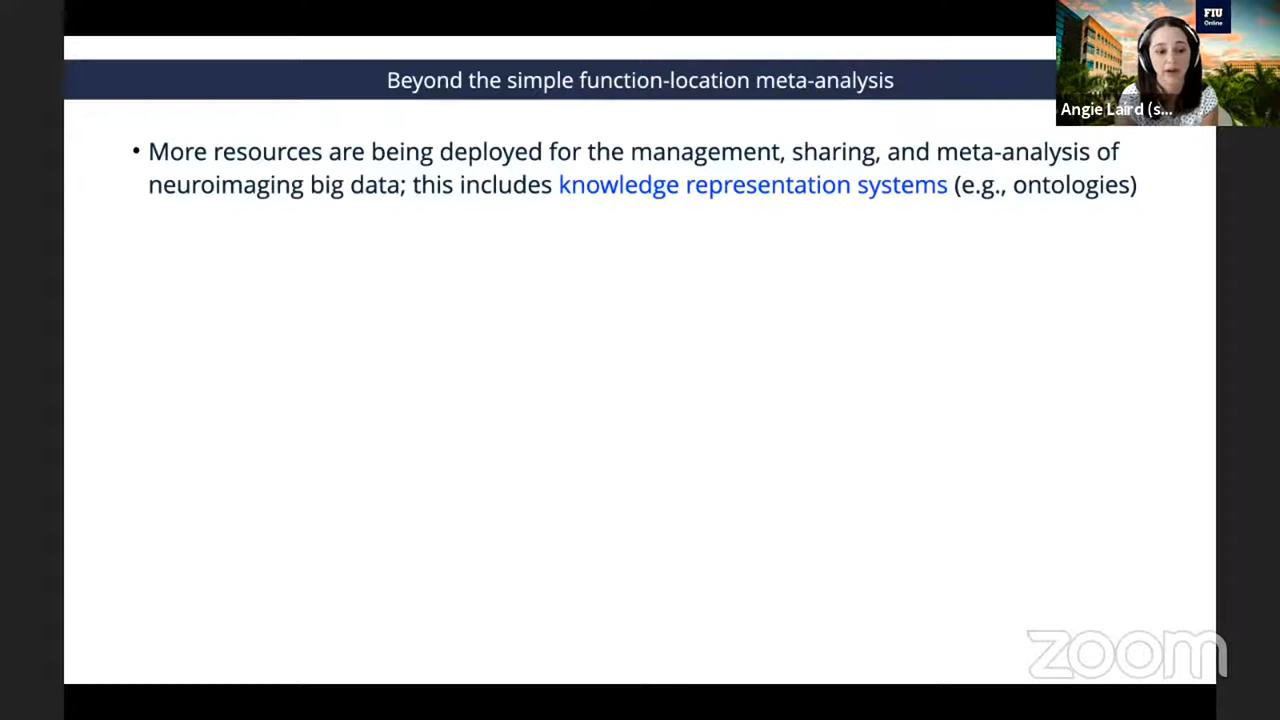 Beyond the simple function-location meta-analysis
FIU
Online
Angie Laird (s...
• More resources are being deployed for the management, sharing, and meta-analysis of
neuroimaging big data; this includes knowledge representation systems (e.g., ontologies)
zoom